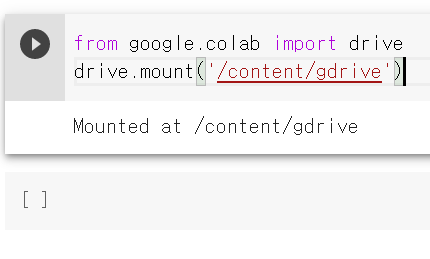 from google.colab import drive
drive.mount('/content/gdrive')
Mounted at /content/gdrive
[ ]